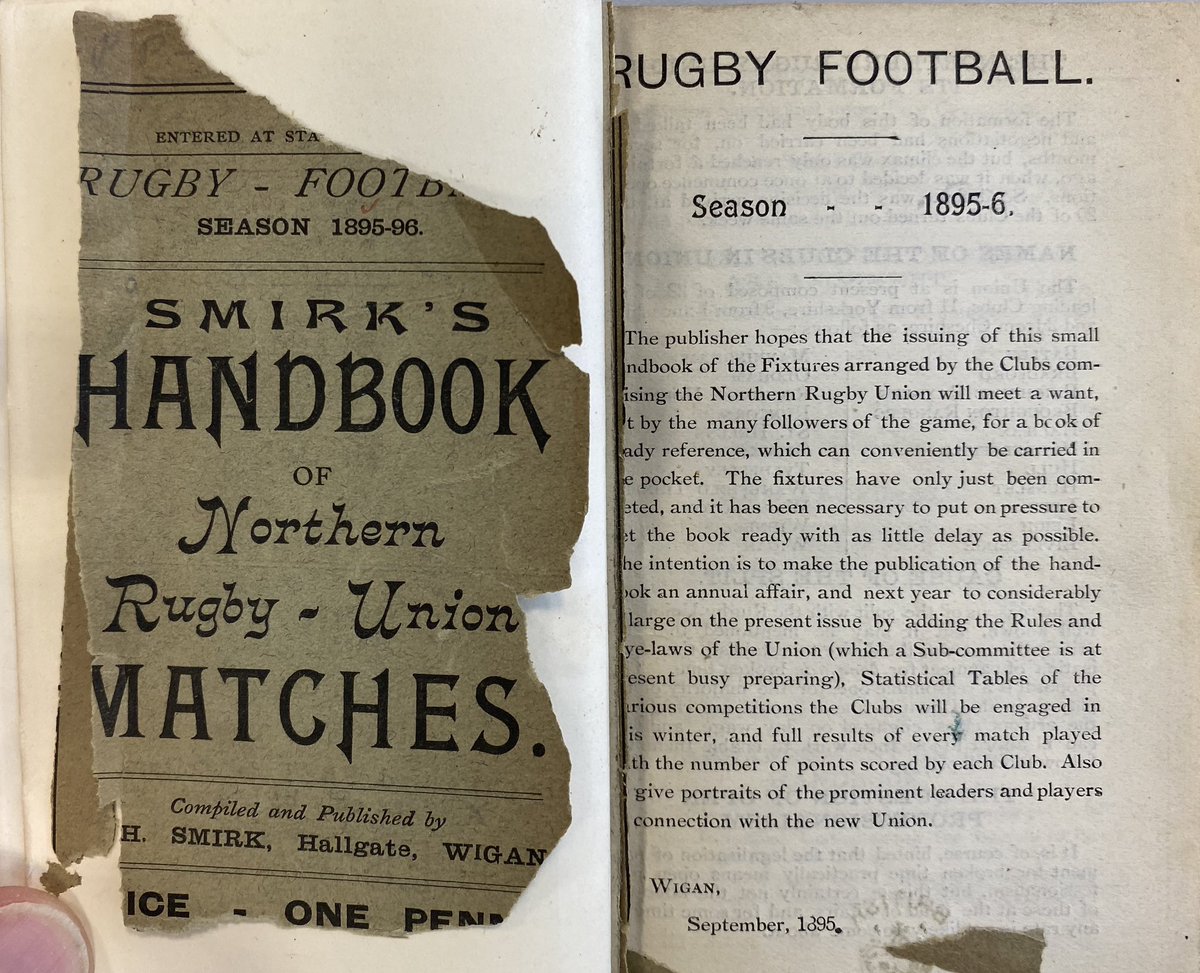 ENTERED AT STA
RUGBY - FOOTB
SEASON 1895-96.
SMIRK'S
HANDBOOK
OF
Northern
Rugby - Union
MATCHES.
Compiled and Published by
H. SMIRK, Hallgate, WIGAN
ICE - ONE PENN
RUGBY FOOTBALL.
Season - - 1895-6.
The publisher hopes that the issuing of this small
ndbook of the Fixtures arranged by the Clubs com-
ising the Northern Rugby Union will meet a want,
t by the many followers of the game, for a book of
ady reference, which can conveniently be carried in
e pocket. The fixtures have only just been com-
eted, and it has been necessary to put on pressure to
et the book ready with as little delay as possible.
he intention is to make the publication of the hand-
ook an annual affair, and next year to considerably
large on the present issue by adding the Rules and
ye-laws of the Union (which a Sub-committee is at
esent busy preparing), Statistical Tables of the
rious competitions the Clubs will be engaged in
is winter, and full results of every match played
th the number of points scored by each Club. Also
give portraits of the prominent leaders and players
connection with the new Union.
WIGAN,
September, 1895.